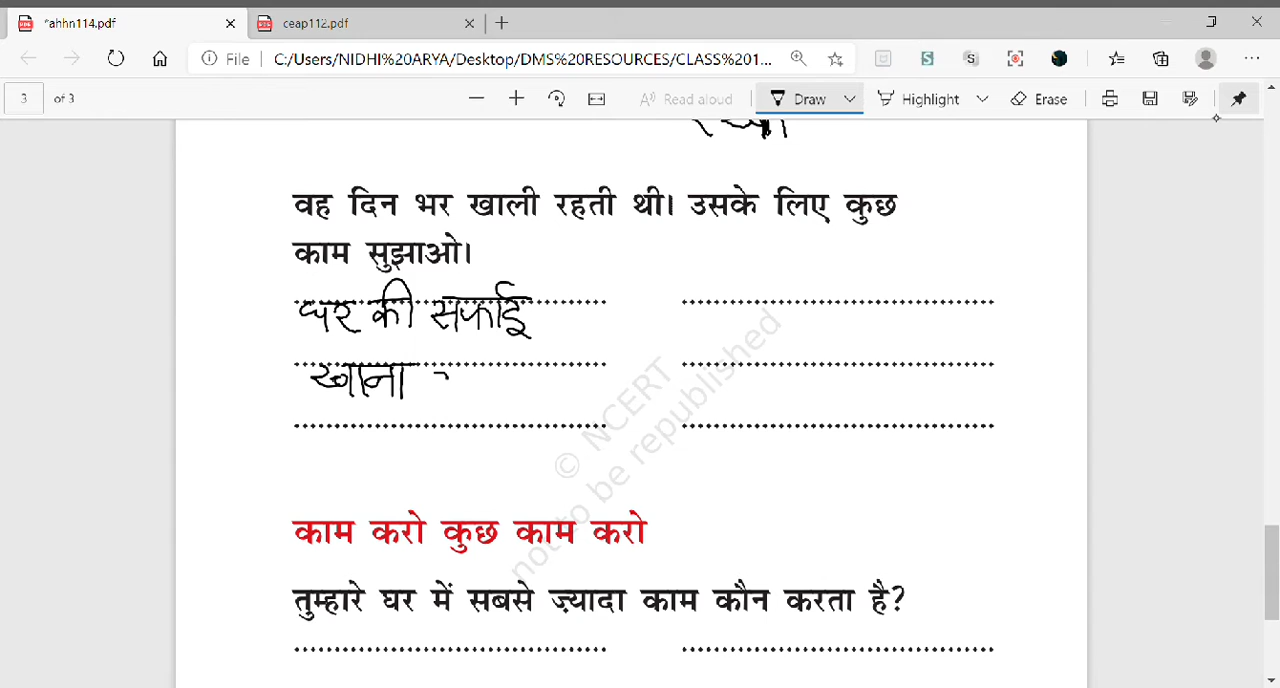 *ahhn114.pdf
ceap112.pdf
File C:/Users/NIDHI%20ARYA/Desktop/DMS%20RESOURCES/CLASS%201...
3 of 3 Read aloud Draw Highlight Erase
वह दिन भर खाली रहती थी। उसके लिए कुछ
काम सुझाओ।
घर की सफाई
खाना
© NCERT
not to be republished
काम करो कुछ काम करो
तुम्हारे घर में सबसे ज़्यादा काम कौन करता है?